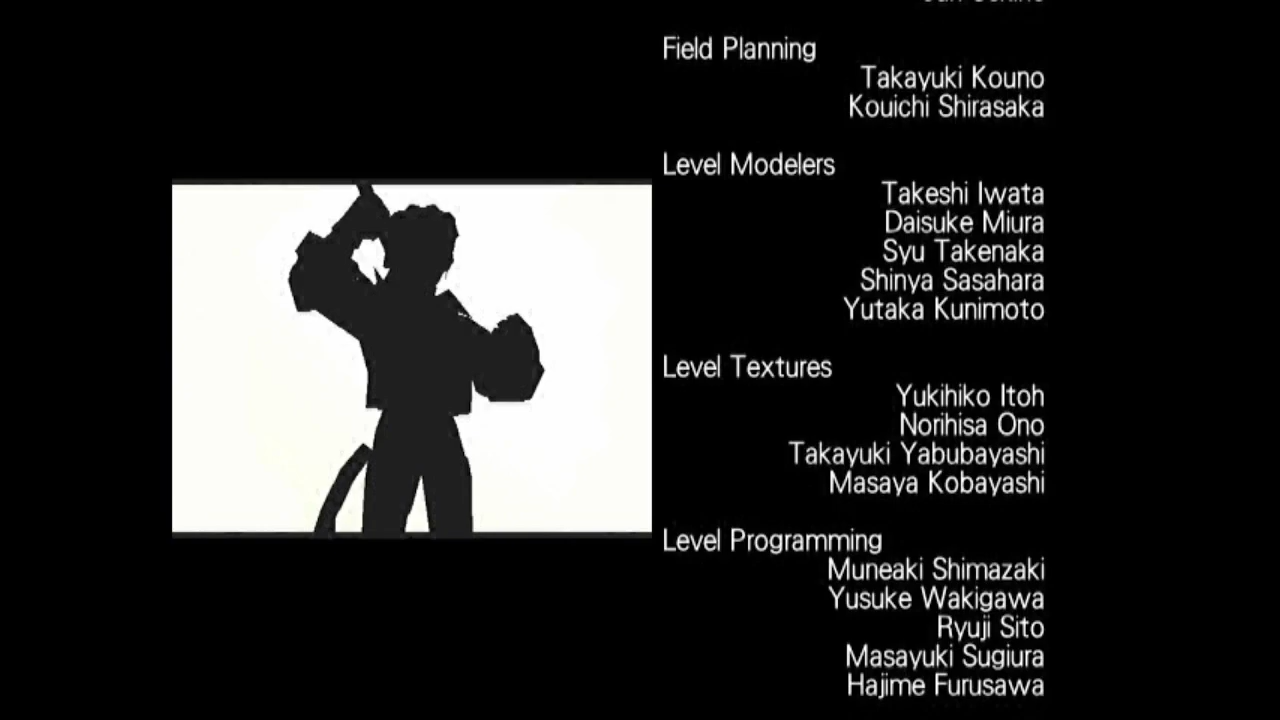 Field Planning
Takayuki Kouno
Kouichi Shirasaka
Level Modelers
Takeshi Iwata
Daisuke Miura
Syu Takenaka
Shinya Sasahara
Yutaka Kunimoto
Level Textures
Yukihiko Itoh
Norihisa Ono
Takayuki Yabubayashi
Masaya Kobayashi
Level Programming
Muneaki Shimazaki
Yusuke Wakigawa
Ryuji Sito
Masayuki Sugiura
Hajime Furusawa